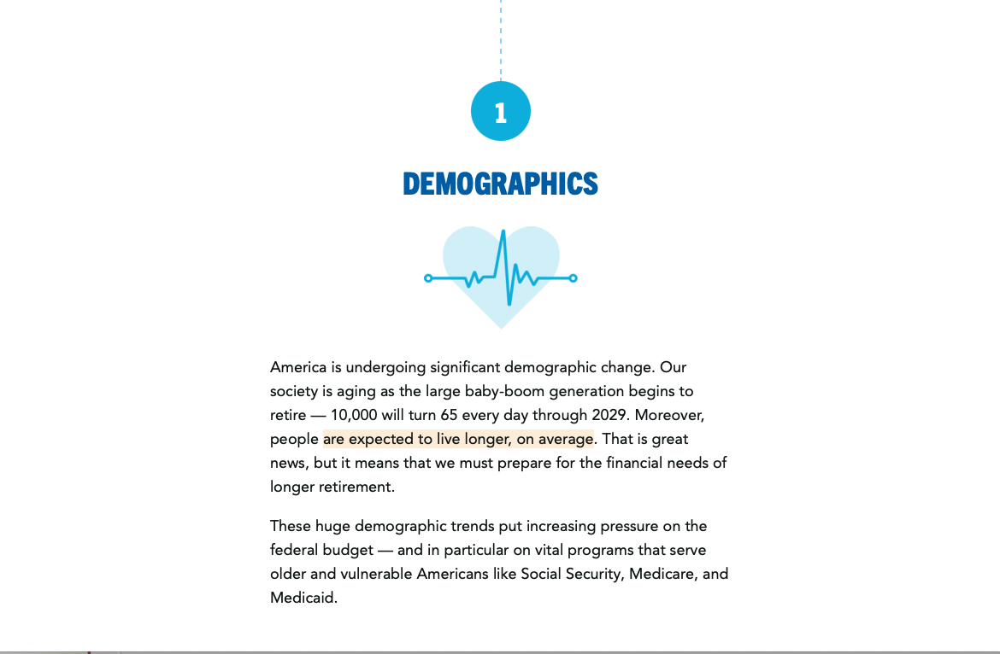 1
DEMOGRAPHICS
America is undergoing significant demographic change. Our
society is aging as the large baby-boom generation begins to
retire — 10,000 will turn 65 every day through 2029. Moreover,
people are expected to live longer, on average. That is great
news, but it means that we must prepare for the financial needs of
longer retirement.
These huge demographic trends put increasing pressure on the
federal budget — and in particular on vital programs that serve
older and vulnerable Americans like Social Security, Medicare, and
Medicaid.